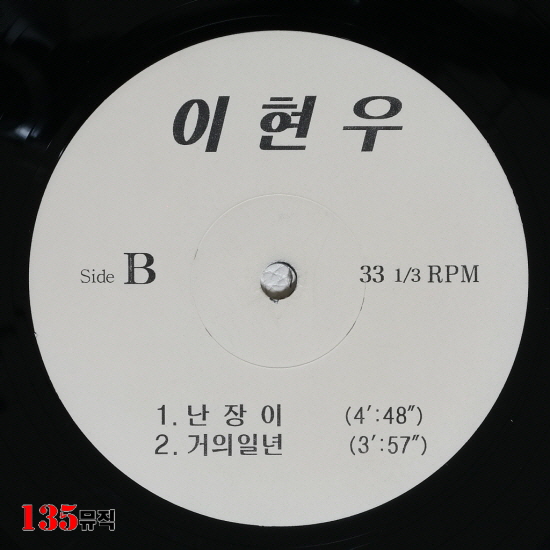 이현우
Side B 33 1/3 RPM
1. 난장이 (4':48")
2. 거의일년 (3':57")
135뮤직